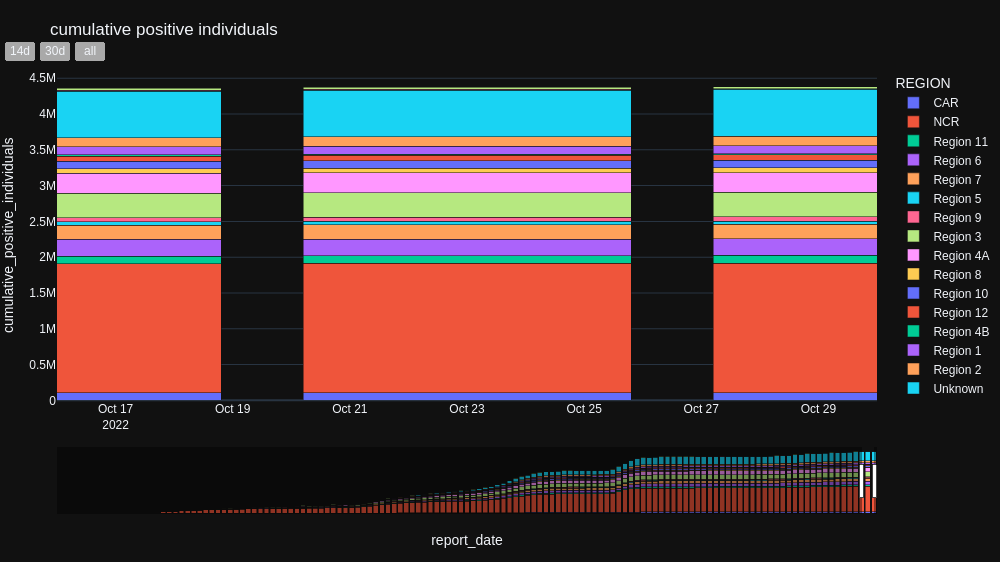 cumulative positive individuals
14d 30d all
cumulative_positive_individuals
4.5M
4M
3.5M
3M
2.5M
2M
1.5M
1M
0.5M
0
Oct 17 Oct 19 Oct 21 Oct 23 Oct 25 Oct 27 Oct 29
2022
report_date
REGION
CAR
NCR
Region 11
Region 6
Region 7
Region 5
Region 9
Region 3
Region 4A
Region 8
Region 10
Region 12
Region 4B
Region 1
Region 2
Unknown